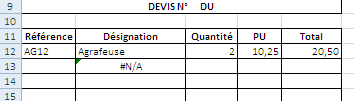 9 DEVIS N° DU
10
11 Référence Désignation Quantité PU Total
12 AG12 Agrafeuse 2 10,25 20,50
13 #N/A
14
15